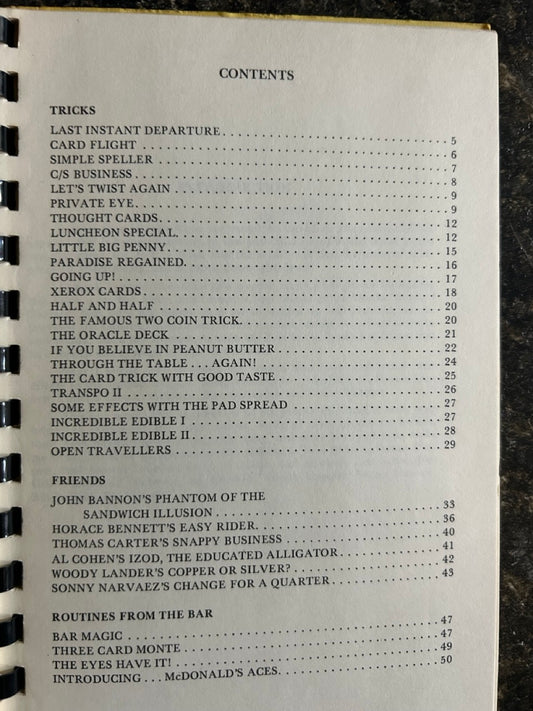 CONTENTS
TRICKS
LAST INSTANT DEPARTURE . . . . . . . . . . 5
CARD FLIGHT . . . . . . . . . . 6
SIMPLE SPELLER . . . . . . . . . . 7
C/S BUSINESS . . . . . . . . . . 8
LET'S TWIST AGAIN . . . . . . . . . . 9
PRIVATE EYE . . . . . . . . . . 9
THOUGHT CARDS . . . . . . . . . . 12
LUNCHEON SPECIAL . . . . . . . . . . 12
LITTLE BIG PENNY . . . . . . . . . . 15
PARADISE REGAINED . . . . . . . . . . 16
GOING UP! . . . . . . . . . . 17
XEROX CARDS . . . . . . . . . . 18
HALF AND HALF . . . . . . . . . . 20
THE FAMOUS TWO COIN TRICK . . . . . . . . . . 20
THE ORACLE DECK . . . . . . . . . . 21
IF YOU BELIEVE IN PEANUT BUTTER . . . . . . . . . . 22
THROUGH THE TABLE . . . AGAIN! . . . . . . . . . . 24
THE CARD TRICK WITH GOOD TASTE . . . . . . . . . . 25
TRANSPO II . . . . . . . . . . 26
SOME EFFECTS WITH THE PAD SPREAD . . . . . . . . . . 27
INCREDIBLE EDIBLE I . . . . . . . . . . 27
INCREDIBLE EDIBLE II . . . . . . . . . . 28
OPEN TRAVELLERS . . . . . . . . . . 29
FRIENDS
JOHN BANNON'S PHANTOM OF THE
SANDWICH ILLUSION . . . . . . . . . . 33
HORACE BENNETT'S EASY RIDER . . . . . . . . . . 36
THOMAS CARTER'S SNAPPY BUSINESS . . . . . . . . . . 40
AL COHEN'S IZOD, THE EDUCATED ALLIGATOR . . . . . . . . . . 41
WOODY LANDER'S COPPER OR SILVER? . . . . . . . . . . 42
SONNY NARVAEZ'S CHANGE FOR A QUARTER . . . . . . . . . . 43
ROUTINES FROM THE BAR
BAR MAGIC . . . . . . . . . . 47
THREE CARD MONTE . . . . . . . . . . 47
THE EYES HAVE IT! . . . . . . . . . . 49
INTRODUCING . . . McDONALD'S ACES . . . . . . . . . . 50